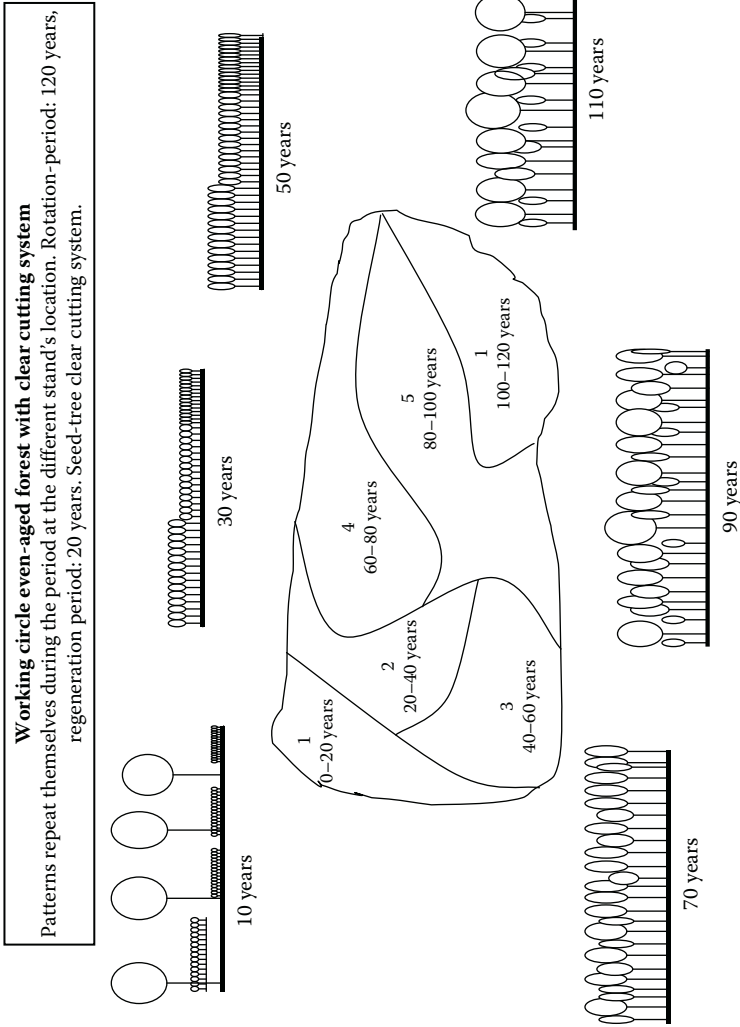 Working circle even-aged forest with clear cutting system
Patterns repeat themselves during the period at the different stand's location. Rotation-period: 120 years,
regeneration period: 20 years. Seed-tree clear cutting system.
10 years
30 years
50 years
1
0–20 years
2
20–40 years
3
40–60 years
4
60–80 years
5
80–100 years
1
100–120 years
70 years
90 years
110 years